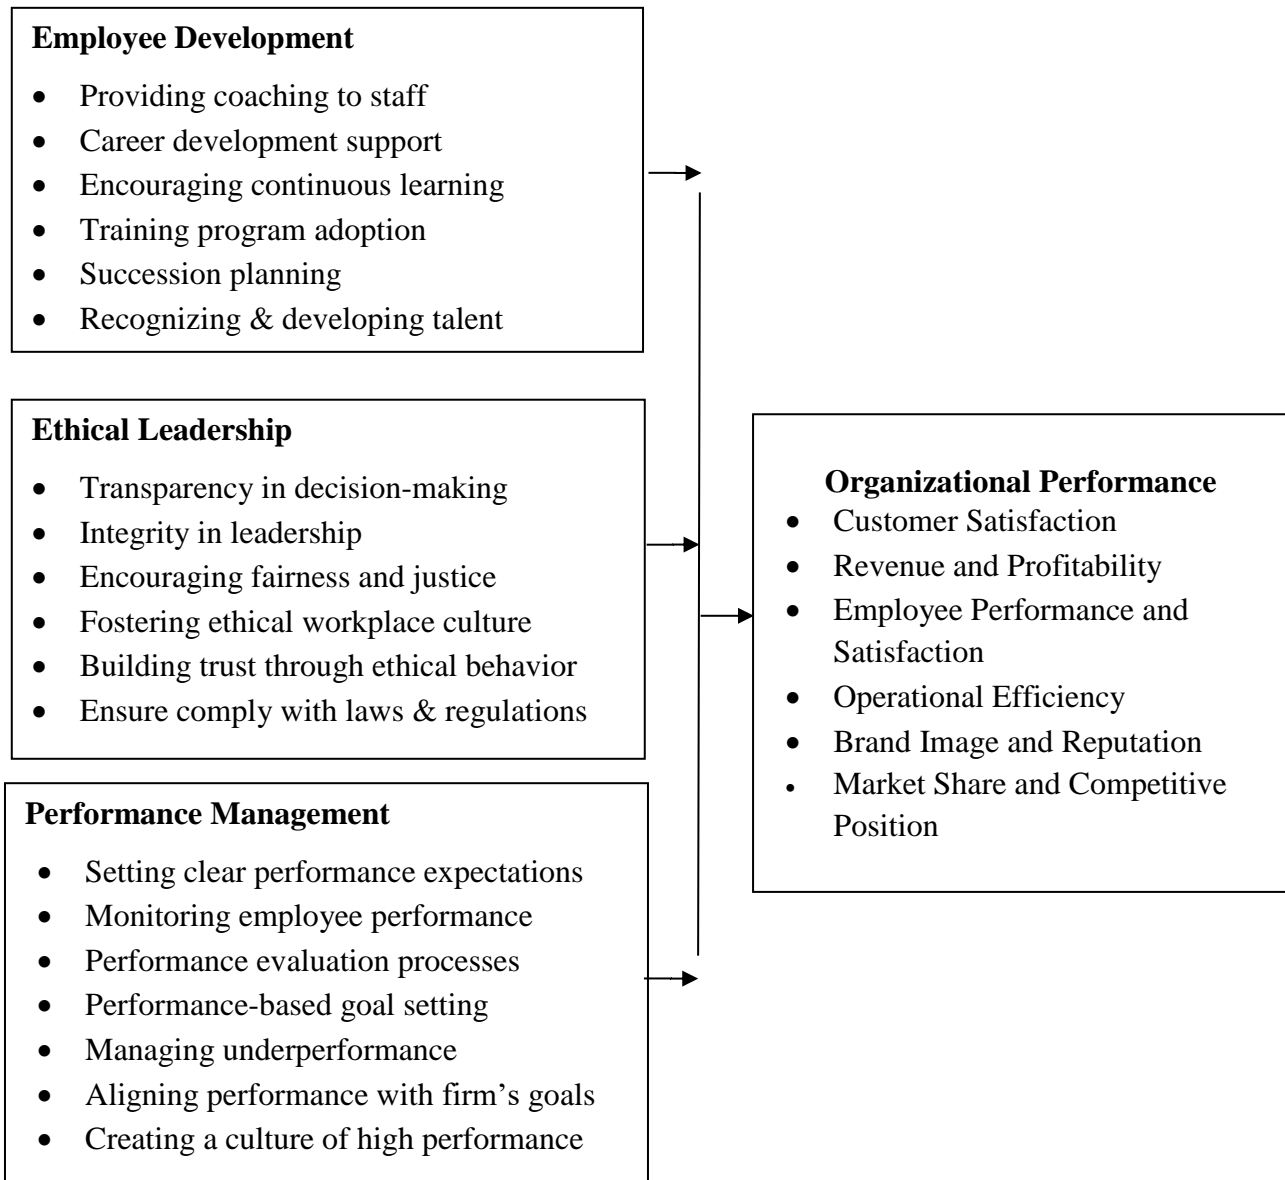 Employee Development
• Providing coaching to staff
• Career development support
• Encouraging continuous learning
• Training program adoption
• Succession planning
• Recognizing & developing talent
Ethical Leadership
• Transparency in decision-making
• Integrity in leadership
• Encouraging fairness and justice
• Fostering ethical workplace culture
• Building trust through ethical behavior
• Ensure comply with laws & regulations
Performance Management
• Setting clear performance expectations
• Monitoring employee performance
• Performance evaluation processes
• Performance-based goal setting
• Managing underperformance
• Aligning performance with firm’s goals
• Creating a culture of high performance
Organizational Performance
• Customer Satisfaction
• Revenue and Profitability
• Employee Performance and
Satisfaction
• Operational Efficiency
• Brand Image and Reputation
• Market Share and Competitive
Position